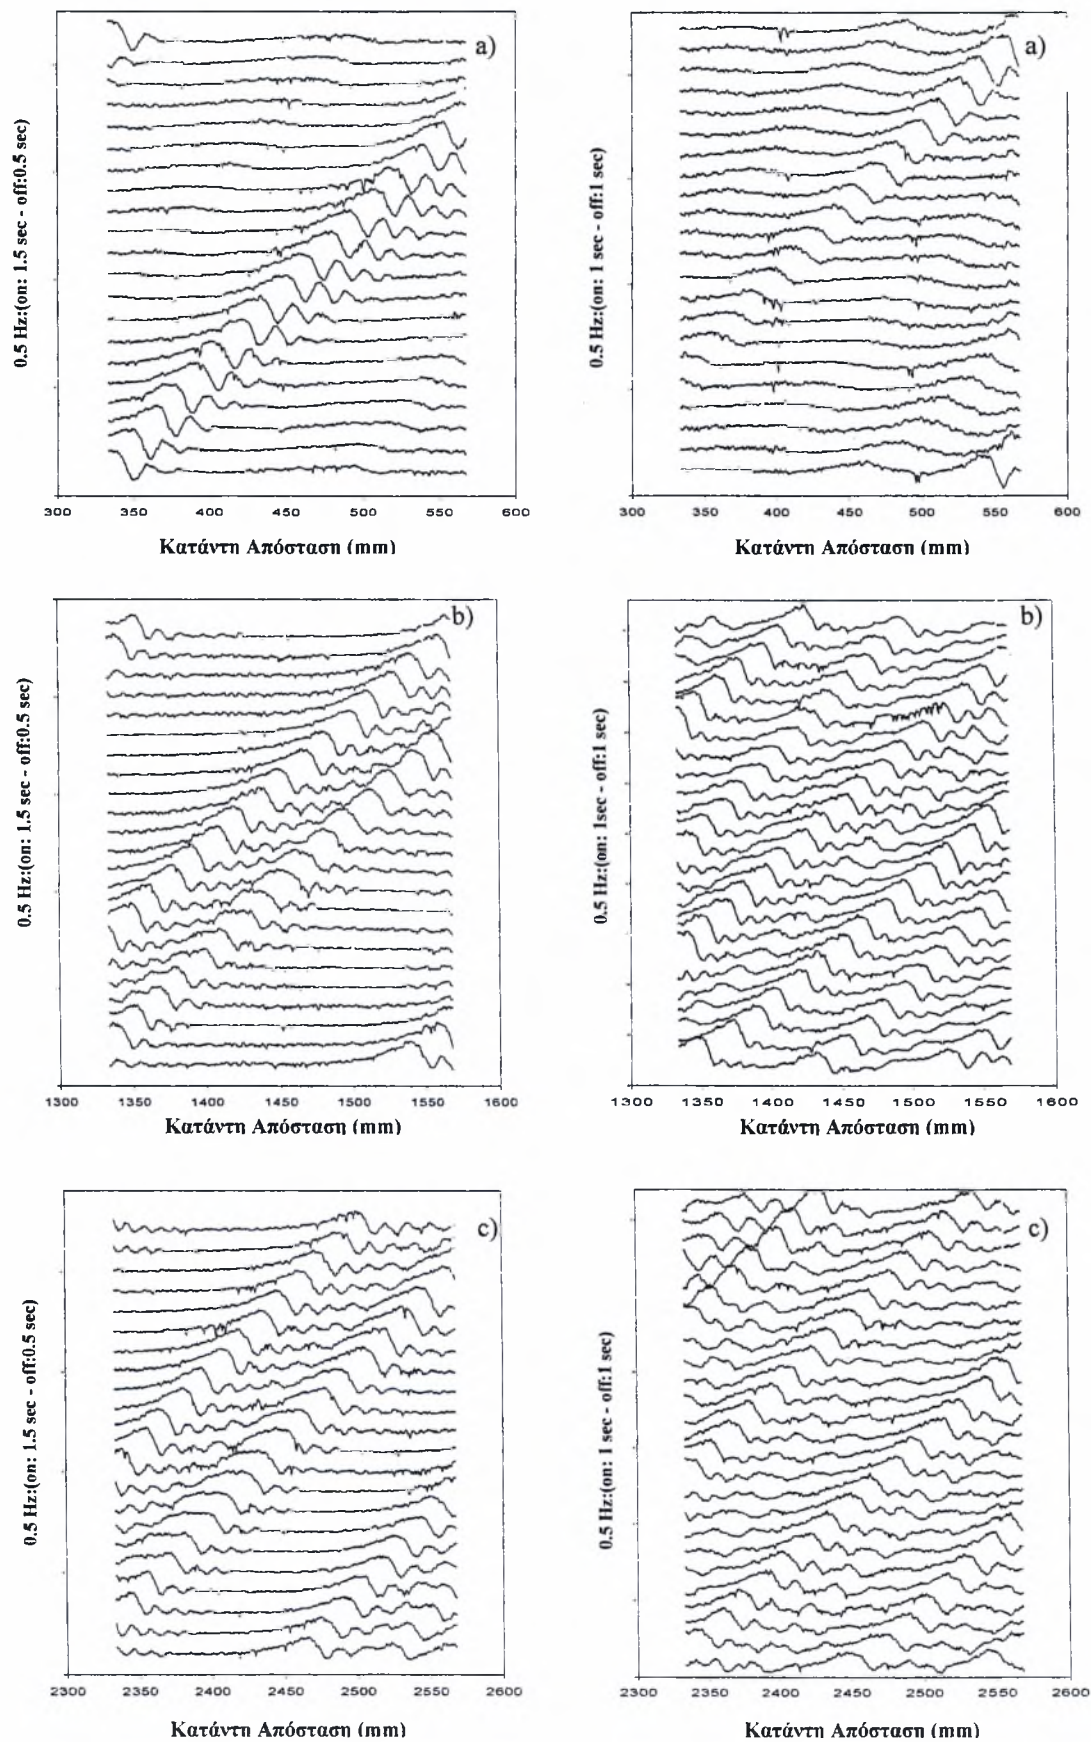 a)
0.5 Hz:(on: 1.5 sec - off:0.5 sec)
300 350 400 450 500 550 600
Κατάντη Απόσταση (mm)
a)
0.5 Hz:(on: 1 sec - off:1 sec)
300 350 400 450 500 550 600
Κατάντη Απόσταση (mm)
b)
0.5 Hz:(on: 1.5 sec - off:0.5 sec)
1300 1350 1400 1450 1500 1550 1600
Κατάντη Απόσταση (mm)
b)
0.5 Hz:(on: 1sec - off:1 sec)
1300 1350 1400 1450 1500 1550 1600
Κατάντη Απόσταση (mm)
c)
0.5 Hz:(on: 1.5 sec - off:0.5 sec)
2300 2350 2400 2450 2500 2550 2600
Κατάντη Απόσταση (mm)
c)
0.5 Hz:(on: 1 sec - off:1 sec)
2300 2350 2400 2450 2500 2550 2600
Κατάντη Απόσταση (mm)